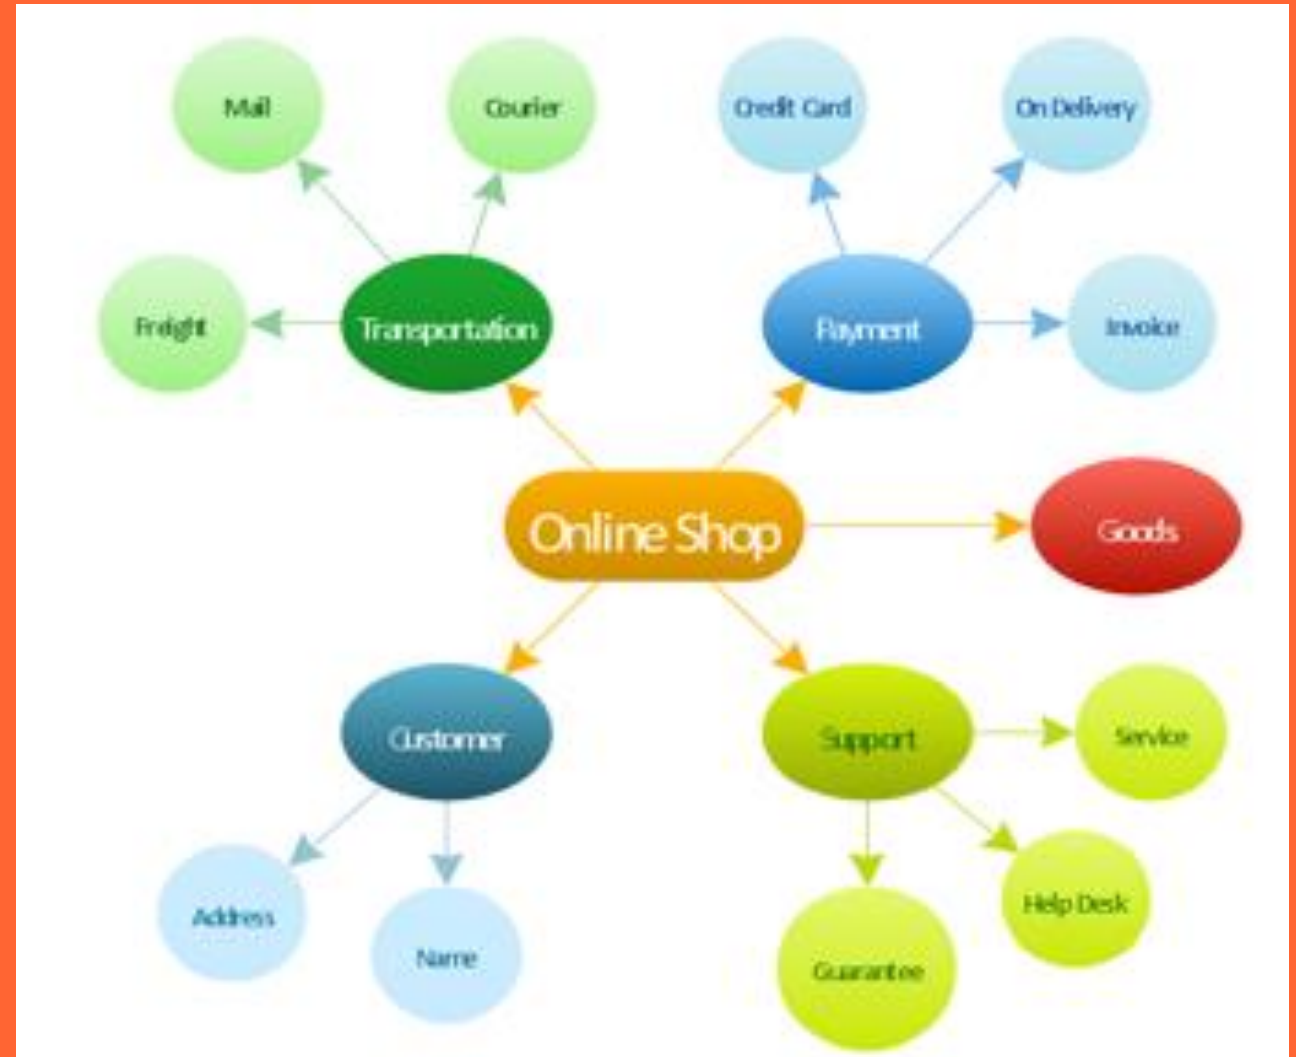 Mail
Courier
Credit Card
On Delivery
Freight
Transportation
Payment
Invoice
Online Shop
Goods
Customer
Support
Service
Address
Name
Help Desk
Guarantee